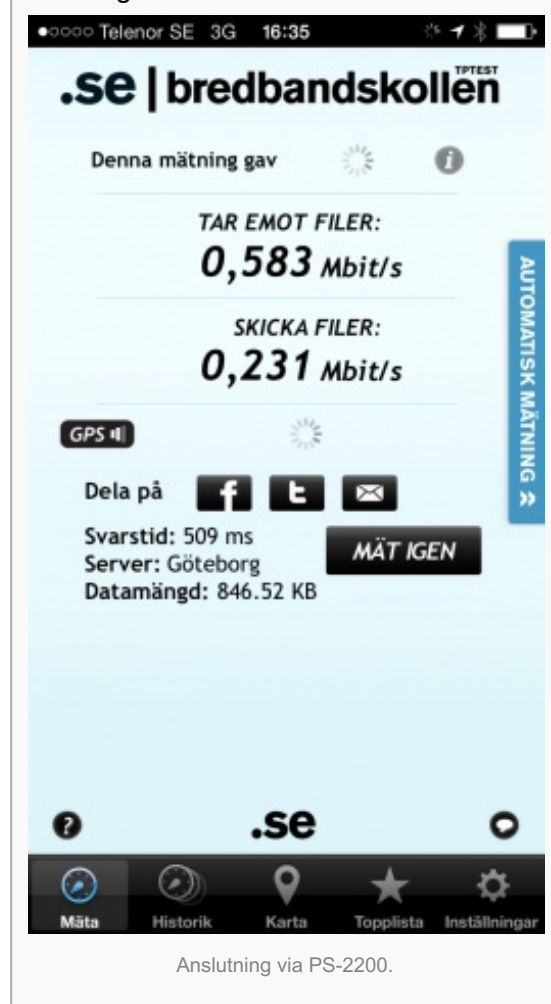 Telenor SE 3G 16:35
.se | bredbandskollen
TPTEST
Denna mätning gav
i
TAR EMOT FILER:
0,583 Mbit/s
SKICKA FILER:
0,231 Mbit/s
AUTOMATISK MÄTNING »
GPS
Dela på f t
Svarstid: 509 ms
Server: Göteborg
Datamängd: 846.52 KB
MÄT IGEN
? .se
Mäta Historik Karta Topplista Inställningar
Anslutning via PS-2200.